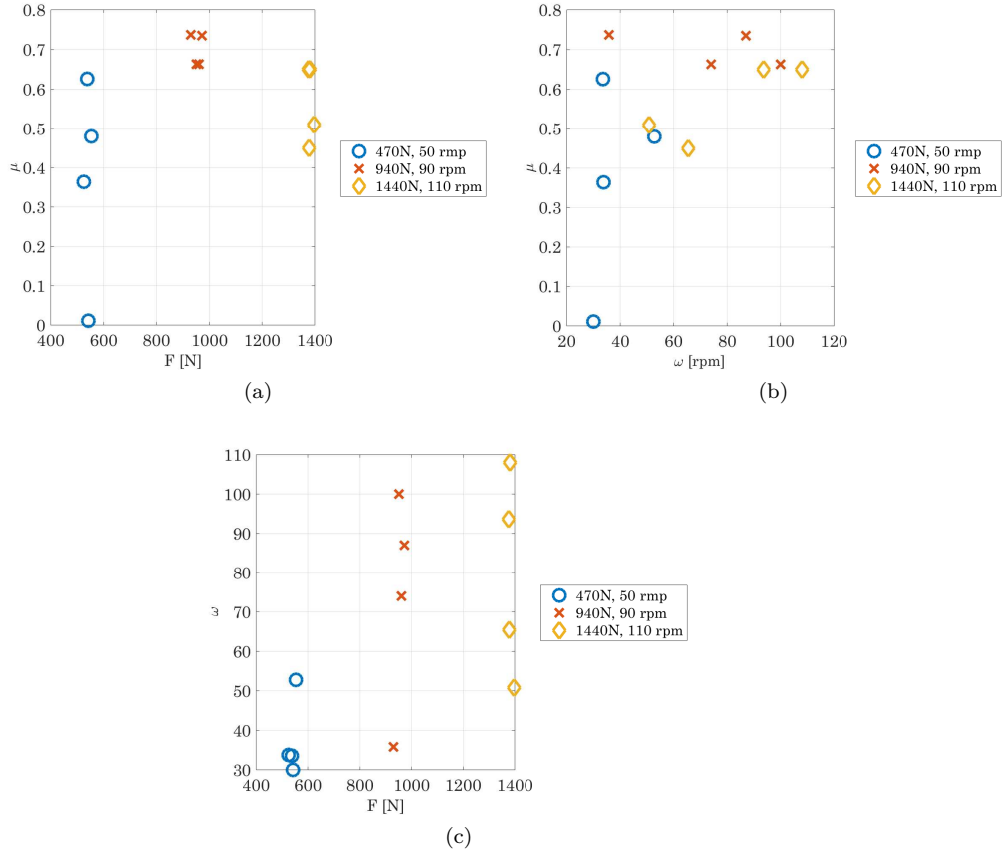 0.8
0.7
0.6
0.5
0.4
0.3
0.2
0.1
0
μ
400 600 800 1000 1200 1400
F [N]
470N, 50 rmp
940N, 90 rpm
1440N, 110 rpm
(a)
0.8
0.7
0.6
0.5
0.4
0.3
0.2
0.1
0
μ
20 40 60 80 100 120
ω [rpm]
470N, 50 rmp
940N, 90 rpm
1440N, 110 rpm
(b)
110
100
90
80
70
60
50
40
30
ω
400 600 800 1000 1200 1400
F [N]
470N, 50 rmp
940N, 90 rpm
1440N, 110 rpm
(c)